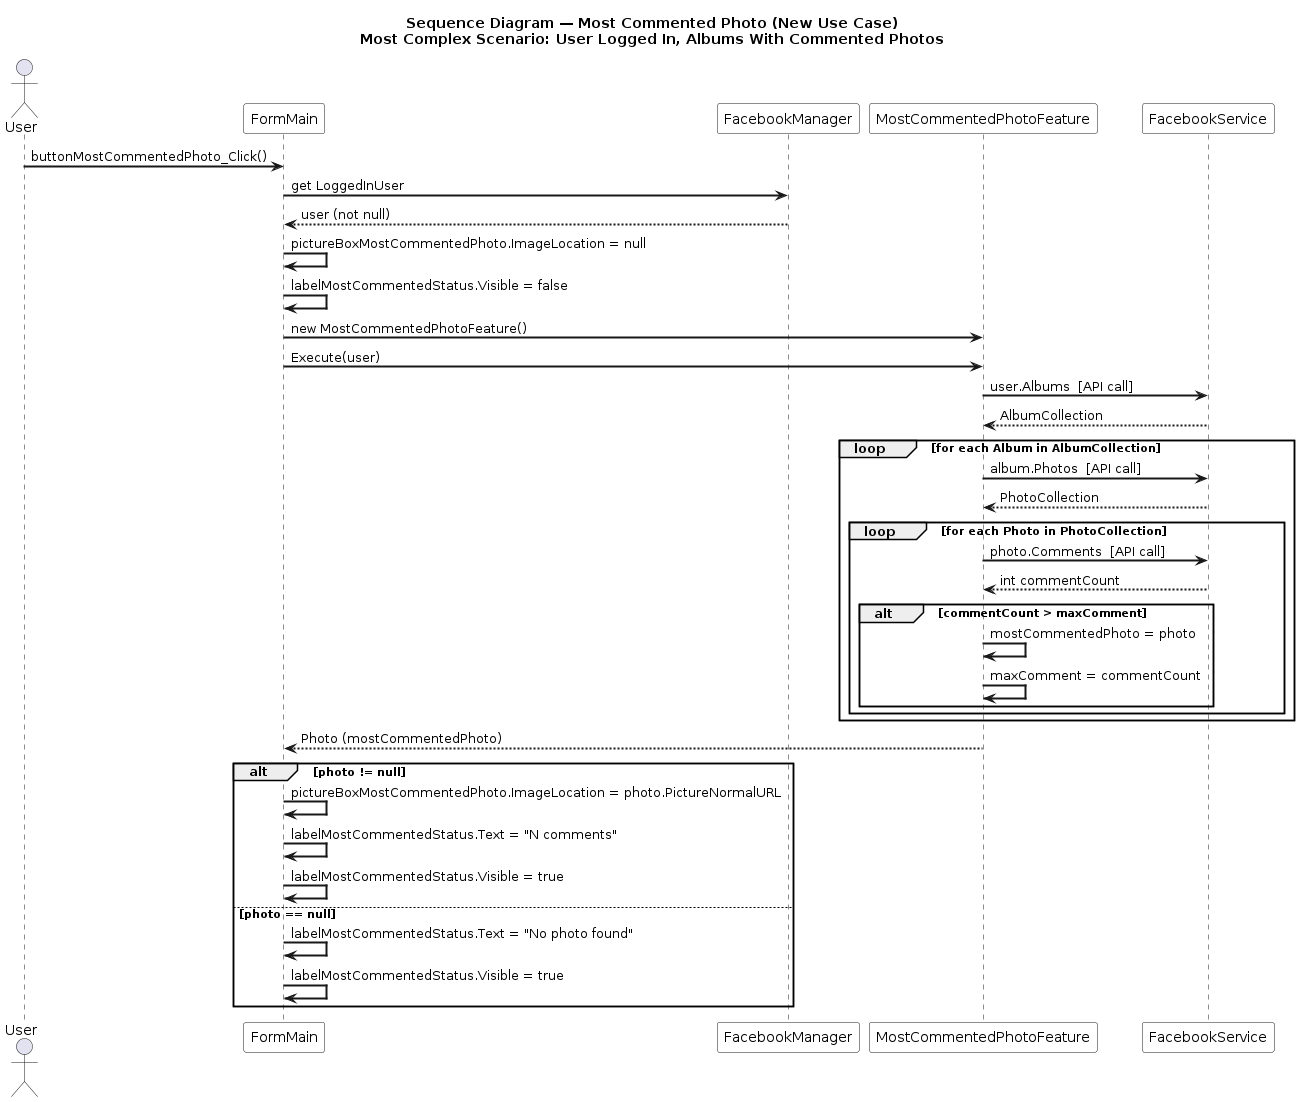 Sequence Diagram — Most Commented Photo (New Use Case)
Most Complex Scenario: User Logged In, Albums With Commented Photos
User
FormMain
FacebookManager
MostCommentedPhotoFeature
FacebookService
buttonMostCommentedPhoto_Click()
get LoggedInUser
user (not null)
pictureBoxMostCommentedPhoto.ImageLocation = null
labelMostCommentedStatus.Visible = false
new MostCommentedPhotoFeature()
Execute(user)
user.Albums  [API call]
AlbumCollection
loop
[for each Album in AlbumCollection]
album.Photos  [API call]
PhotoCollection
loop
[for each Photo in PhotoCollection]
photo.Comments  [API call]
int commentCount
alt
[commentCount > maxComment]
mostCommentedPhoto = photo
maxComment = commentCount
Photo (mostCommentedPhoto)
alt
[photo != null]
pictureBoxMostCommentedPhoto.ImageLocation = photo.PictureNormalURL
labelMostCommentedStatus.Text = "N comments"
labelMostCommentedStatus.Visible = true
[photo == null]
labelMostCommentedStatus.Text = "No photo found"
labelMostCommentedStatus.Visible = true
User
FormMain
FacebookManager
MostCommentedPhotoFeature
FacebookService